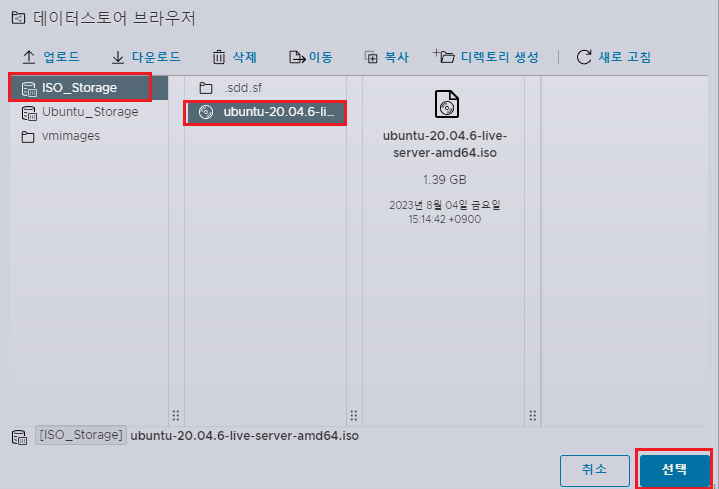 데이터스토어 브라우저
업로드 다운로드 삭제 이동 복사 디렉토리 생성 새로 고침
ISO_Storage
Ubuntu_Storage
vmimages
.sdd.sf
ubuntu-20.04.6-li...
ubuntu-20.04.6-live-
server-amd64.iso
1.39 GB
2023년 8월 04일 금요일
15:14:42 +0900
[ISO_Storage] ubuntu-20.04.6-live-server-amd64.iso
취소 선택